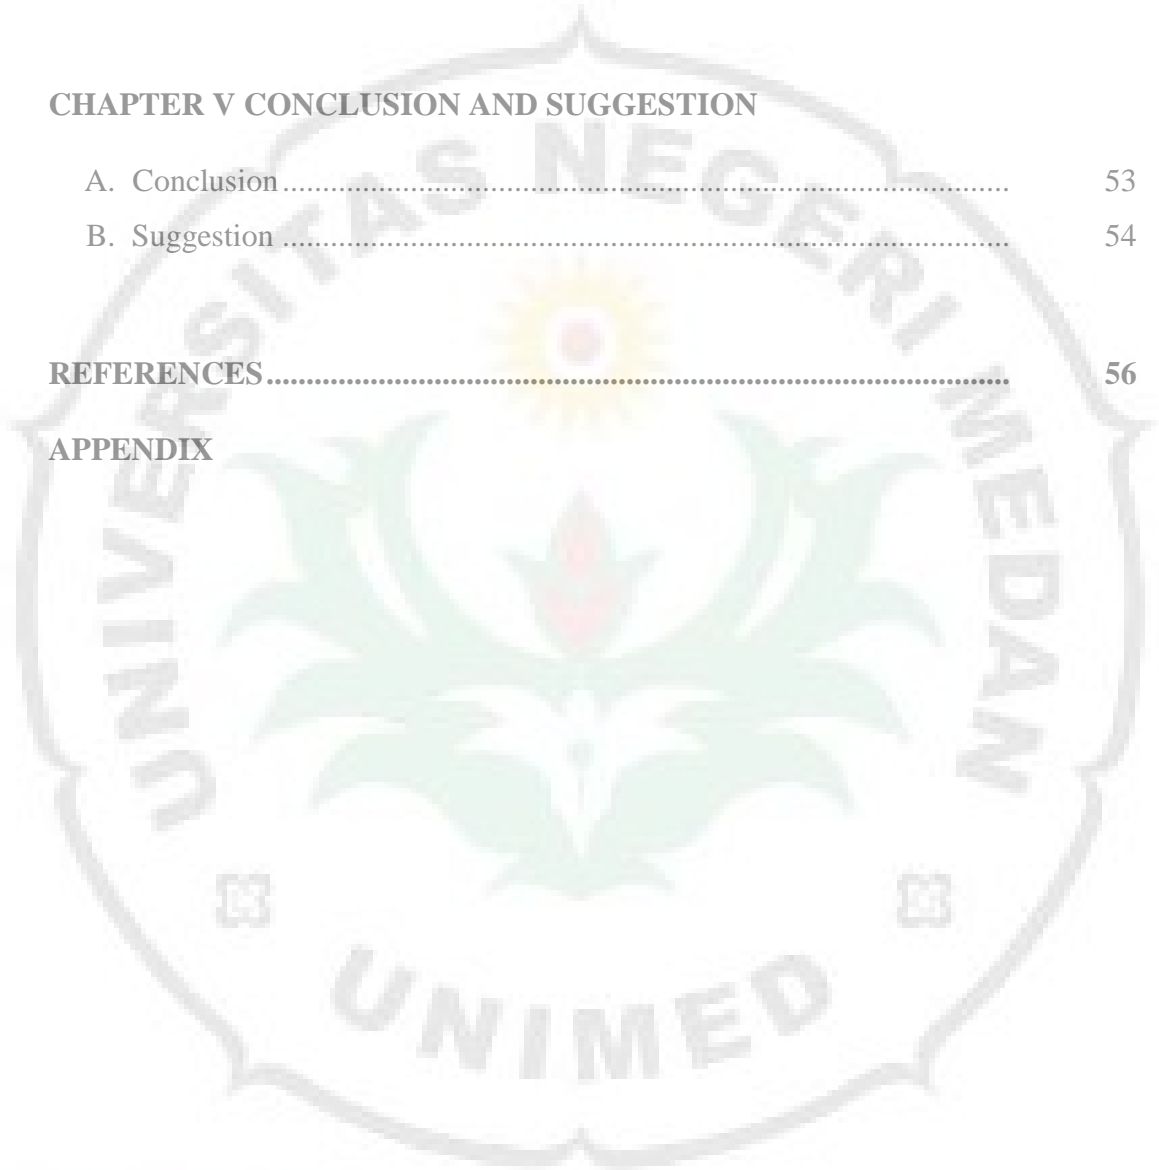 CHAPTER V CONCLUSION AND SUGGESTION
A. Conclusion ........................................................................................... 53
B. Suggestion ........................................................................................... 54
REFERENCES ............................................................................................. 56
APPENDIX
UNIVERSITAS NEGERI MEDAN
UNIMED